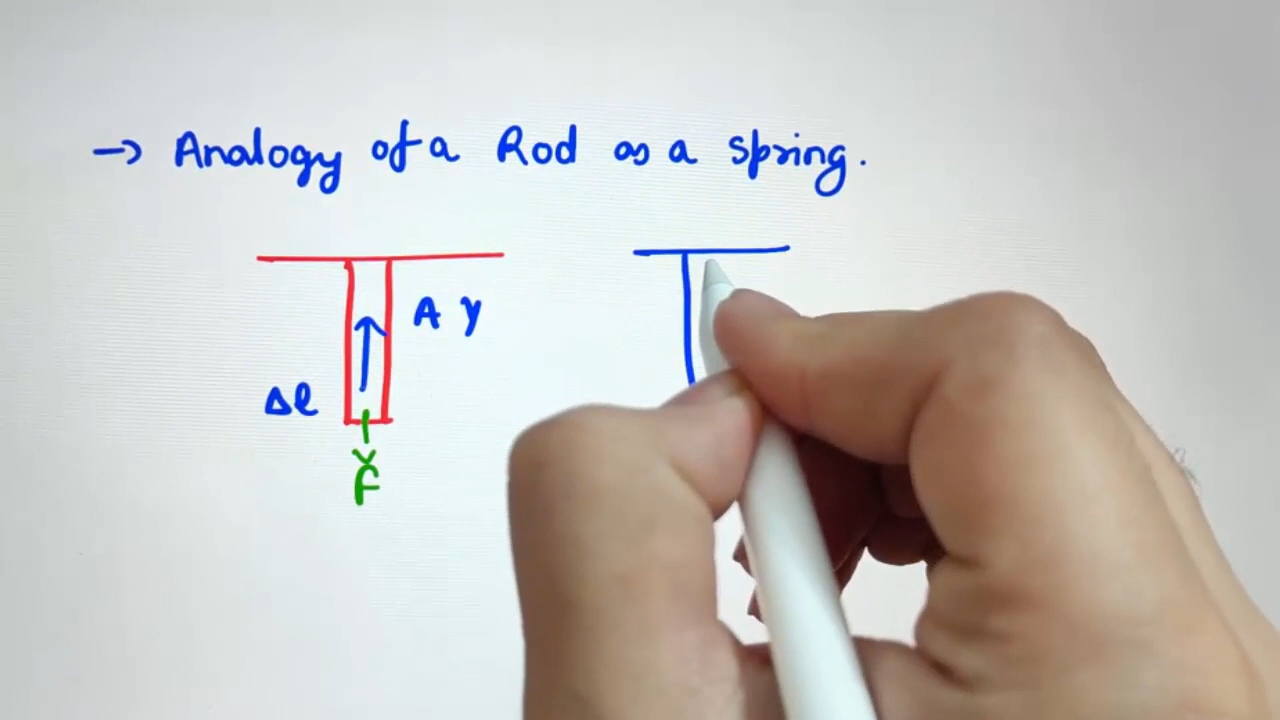 → Analogy of a Rod as a spring.
A Y
Δl
F